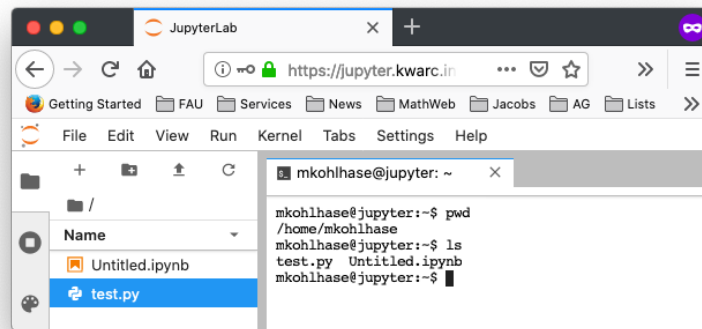 JupyterLab
https://jupyter.kwarc.in
Getting Started FAU Services News MathWeb Jacobs AG Lists
File Edit View Run Kernel Tabs Settings Help
mkohlhase@jupyter: ~
/
Name
Untitled.ipynb
test.py
mkohlhase@jupyter:~$ pwd
/home/mkohlhase
mkohlhase@jupyter:~$ ls
test.py  Untitled.ipynb
mkohlhase@jupyter:~$